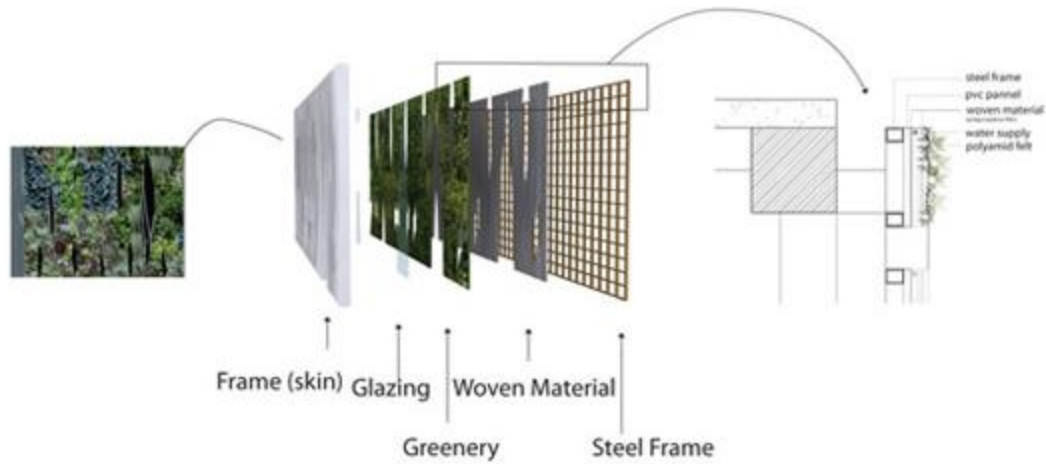 steel frame
pvc pannel
woven material
water supply
polyamid felt
Frame (skin)
Glazing
Woven Material
Greenery
Steel Frame